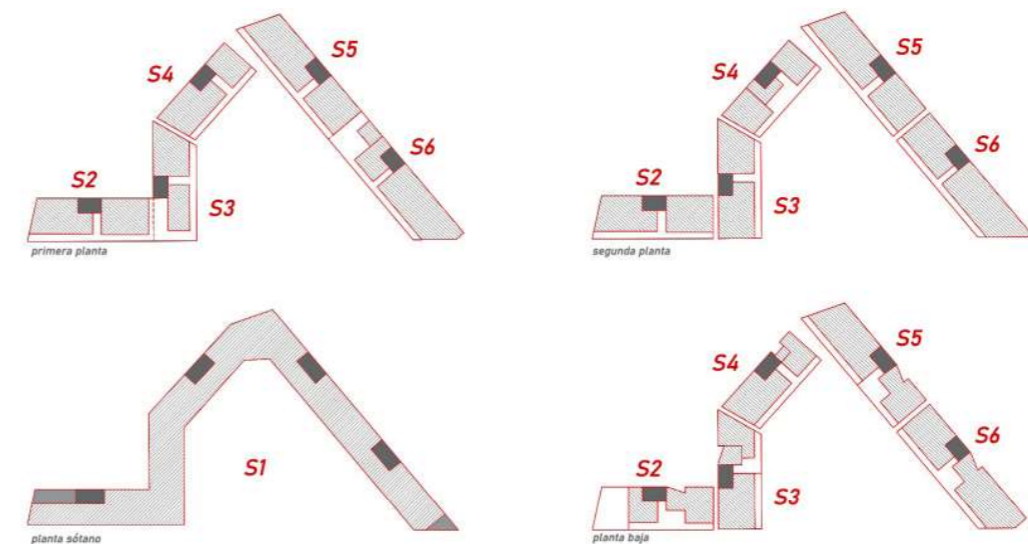 S5
S4
S6
S2
S3
primera planta
S5
S4
S6
S2
S3
segunda planta
S1
planta sótano
S5
S4
S6
S2
S3
planta baja